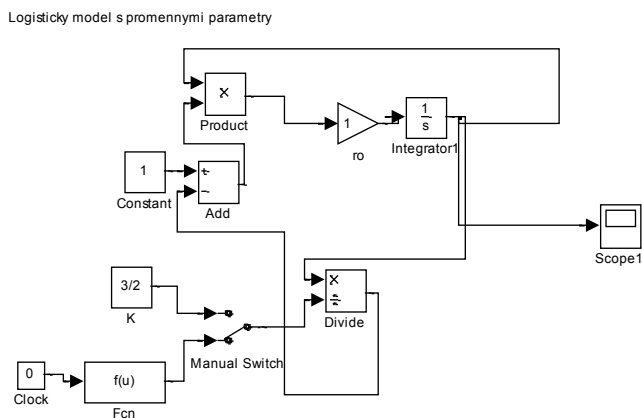 Logisticky model s promennymi parametry
x
Product
1
ro
1
s
Integrator1
1
Constant
+
−
Add
Scope1
3/2
K
x
÷
Divide
Manual Switch
0
Clock
f(u)
Fcn